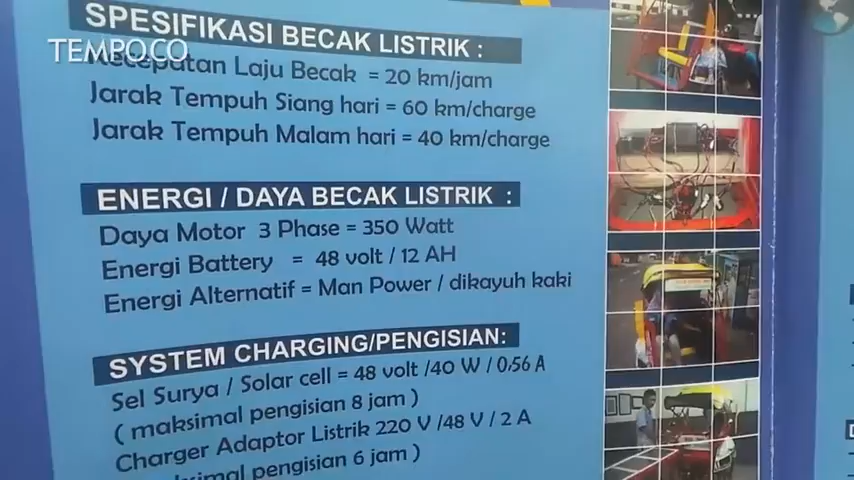 SPESIFIKASI BECAK LISTRIK :
TEMPO.CO
Kecepatan Laju Becak = 20 km/jam
Jarak Tempuh Siang hari = 60 km/charge
Jarak Tempuh Malam hari = 40 km/charge
ENERGI / DAYA BECAK LISTRIK :
Daya Motor 3 Phase = 350 Watt
Energi Battery = 48 volt / 12 AH
Energi Alternatif = Man Power / dikayuh kaki
SYSTEM CHARGING/PENGISIAN:
Sel Surya / Solar cell = 48 volt /40 W / 0,56 A
( maksimal pengisian 8 jam )
Charger Adaptor Listrik 220 V /48 V / 2 A
maksimal pengisian 6 jam )